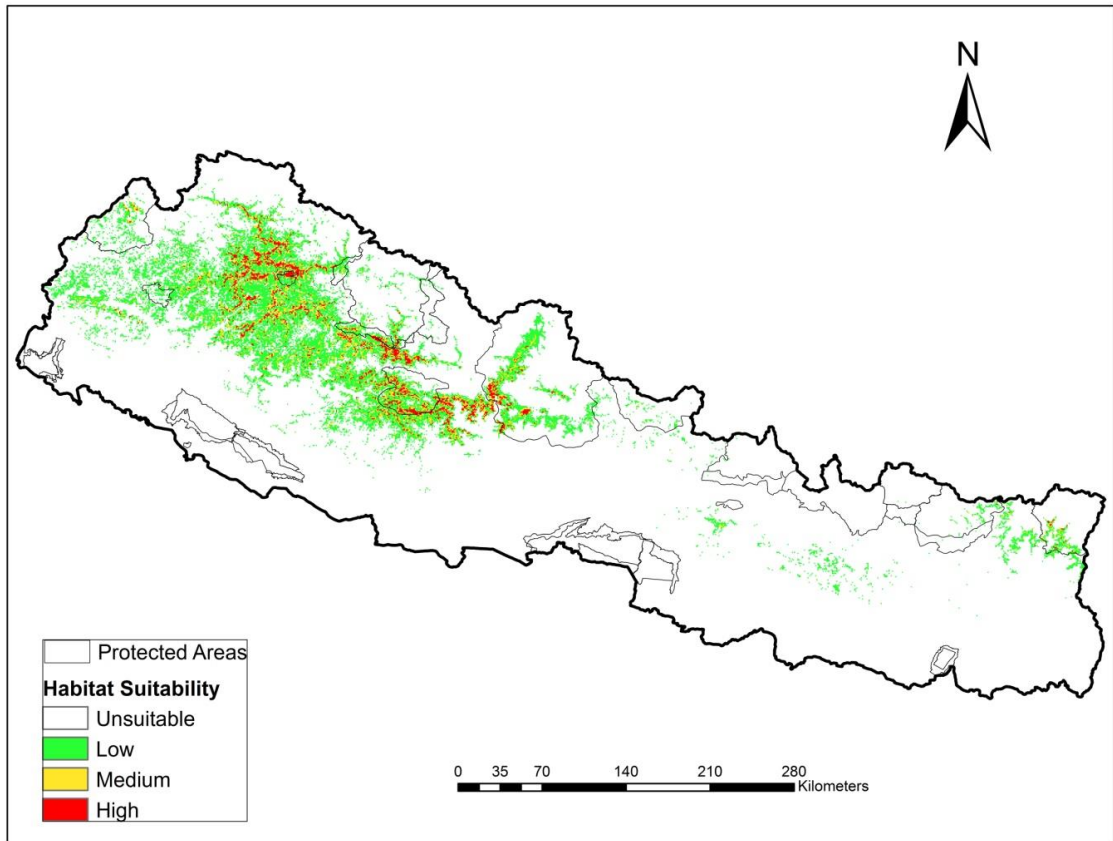 N
Protected Areas
Habitat Suitability
Unsuitable
Low
Medium
High
0 35 70 140 210 280
Kilometers